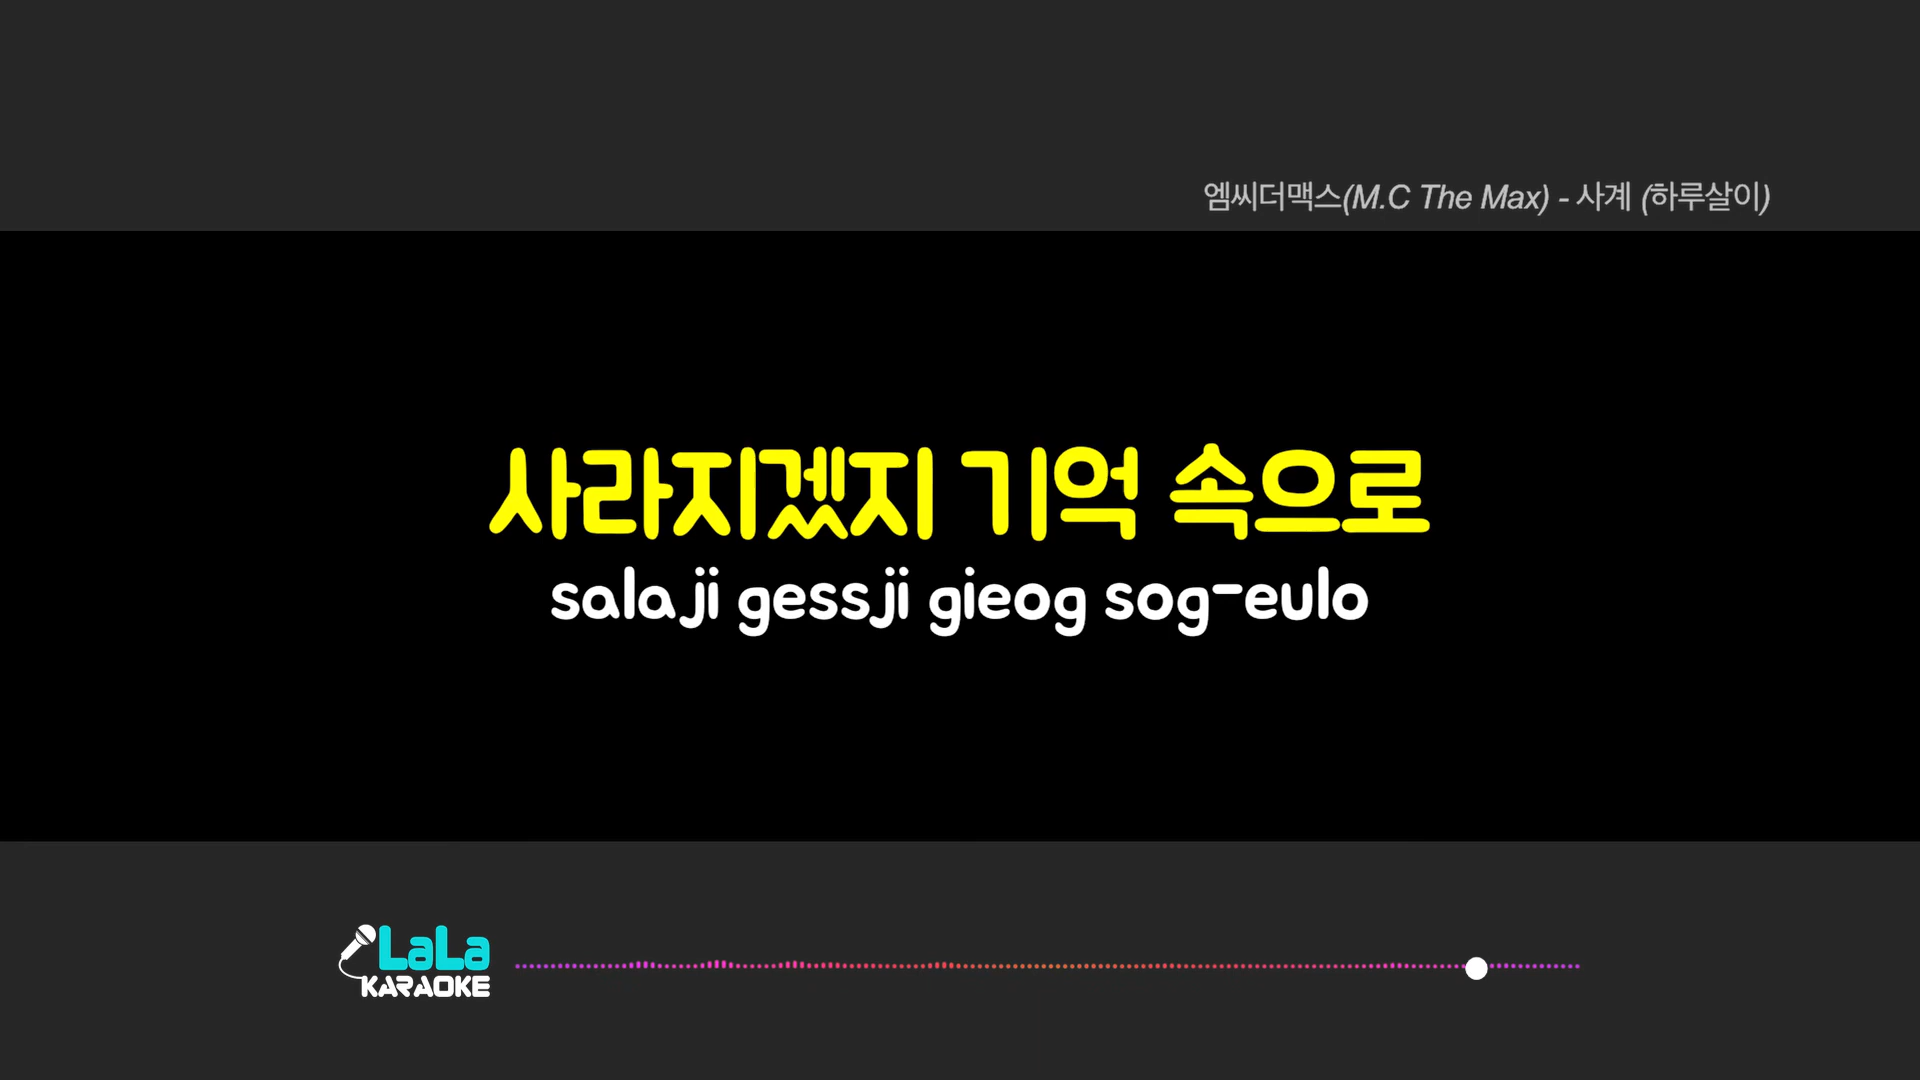 엠씨더맥스(M.C The Max) - 사계 (하루살이)
사라지겠지 기억 속으로
salaji gessji gieog sog-eulo
LaLa
KARAOKE